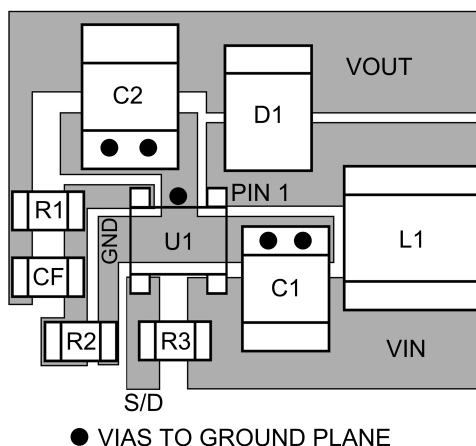 VOUT
C2
D1
R1
PIN 1
GND
U1
L1
CF
C1
R2
R3
VIN
S/D
VIAS TO GROUND PLANE